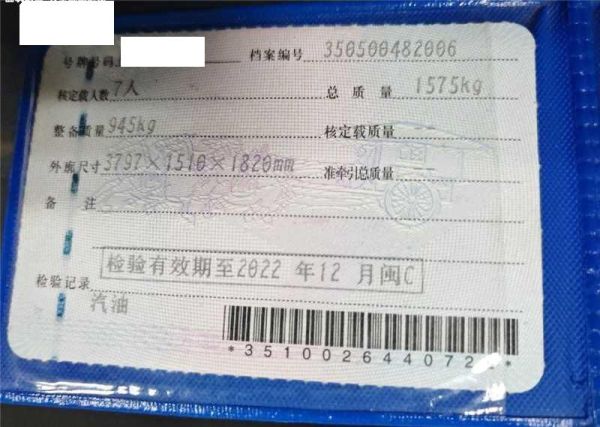 号牌号码 档案编号 350500482006
核定载人数 7人 总质量 1575kg
整备质量 945kg 核定载质量 --
外廓尺寸 3797×1510×1820mm 准牵引总质量 --
备注
检验有效期至2022 年12 月闽C
检验记录
汽油
*3510026440721*